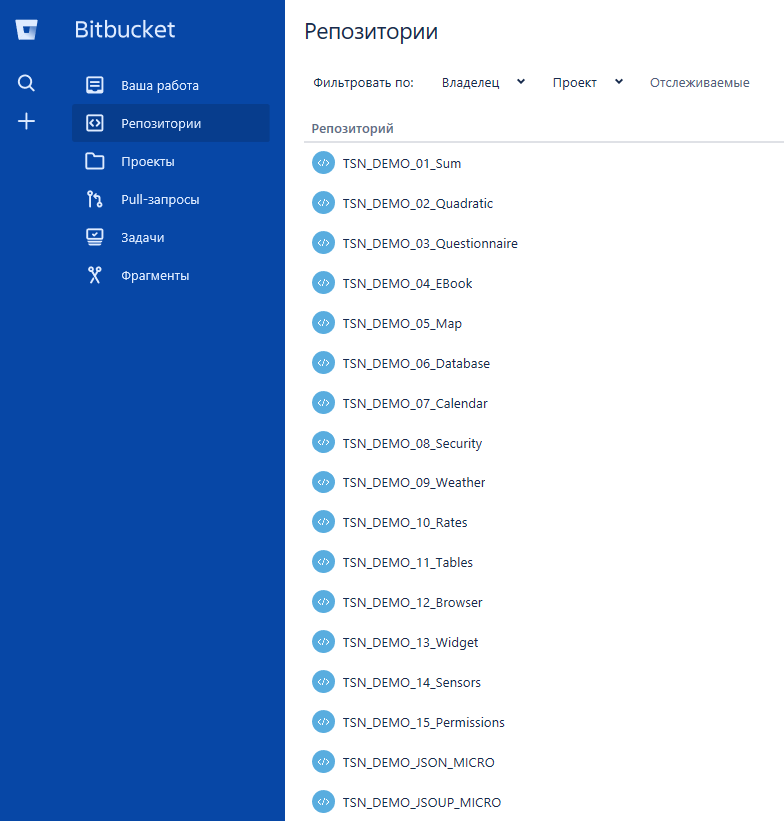 Bitbucket
Ваша работа
Репозитории
Проекты
Pull-запросы
Задачи
Фрагменты
Репозитории
Фильтровать по: Владелец Проект Отслеживаемые
Репозиторий
TSN_DEMO_01_Sum
TSN_DEMO_02_Quadratic
TSN_DEMO_03_Questionnaire
TSN_DEMO_04_EBook
TSN_DEMO_05_Map
TSN_DEMO_06_Database
TSN_DEMO_07_Calendar
TSN_DEMO_08_Security
TSN_DEMO_09_Weather
TSN_DEMO_10_Rates
TSN_DEMO_11_Tables
TSN_DEMO_12_Browser
TSN_DEMO_13_Widget
TSN_DEMO_14_Sensors
TSN_DEMO_15_Permissions
TSN_DEMO_JSON_MICRO
TSN_DEMO_JSOUP_MICRO